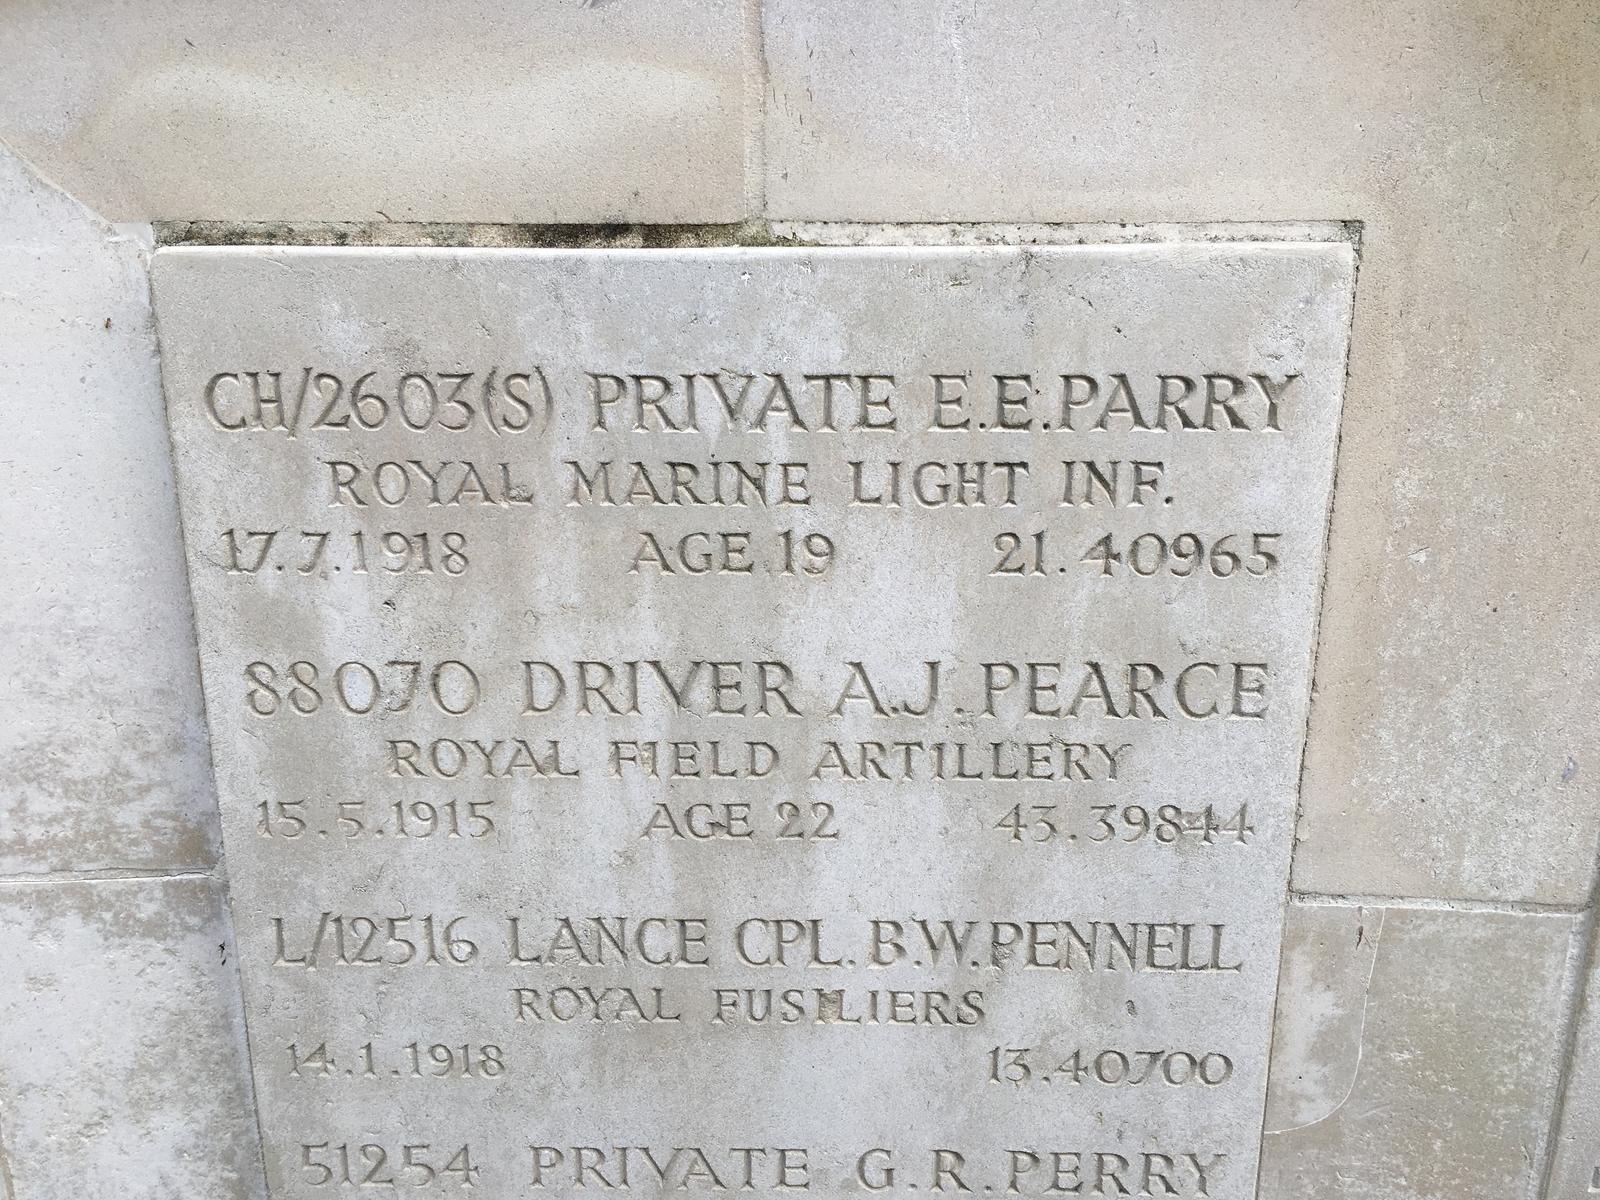 CH/2603(S) PRIVATE E.E.PARRY
ROYAL MARINE LIGHT INF.
17.7.1918 AGE 19 21.40965
88070 DRIVER A.J.PEARCE
ROYAL FIELD ARTILLERY
15.5.1915 AGE 22 43.39844
L/12516 LANCE CPL.B.W.PENNELL
ROYAL FUSILIERS
14.1.1918 13.40700
51254 PRIVATE G.R.PERRY